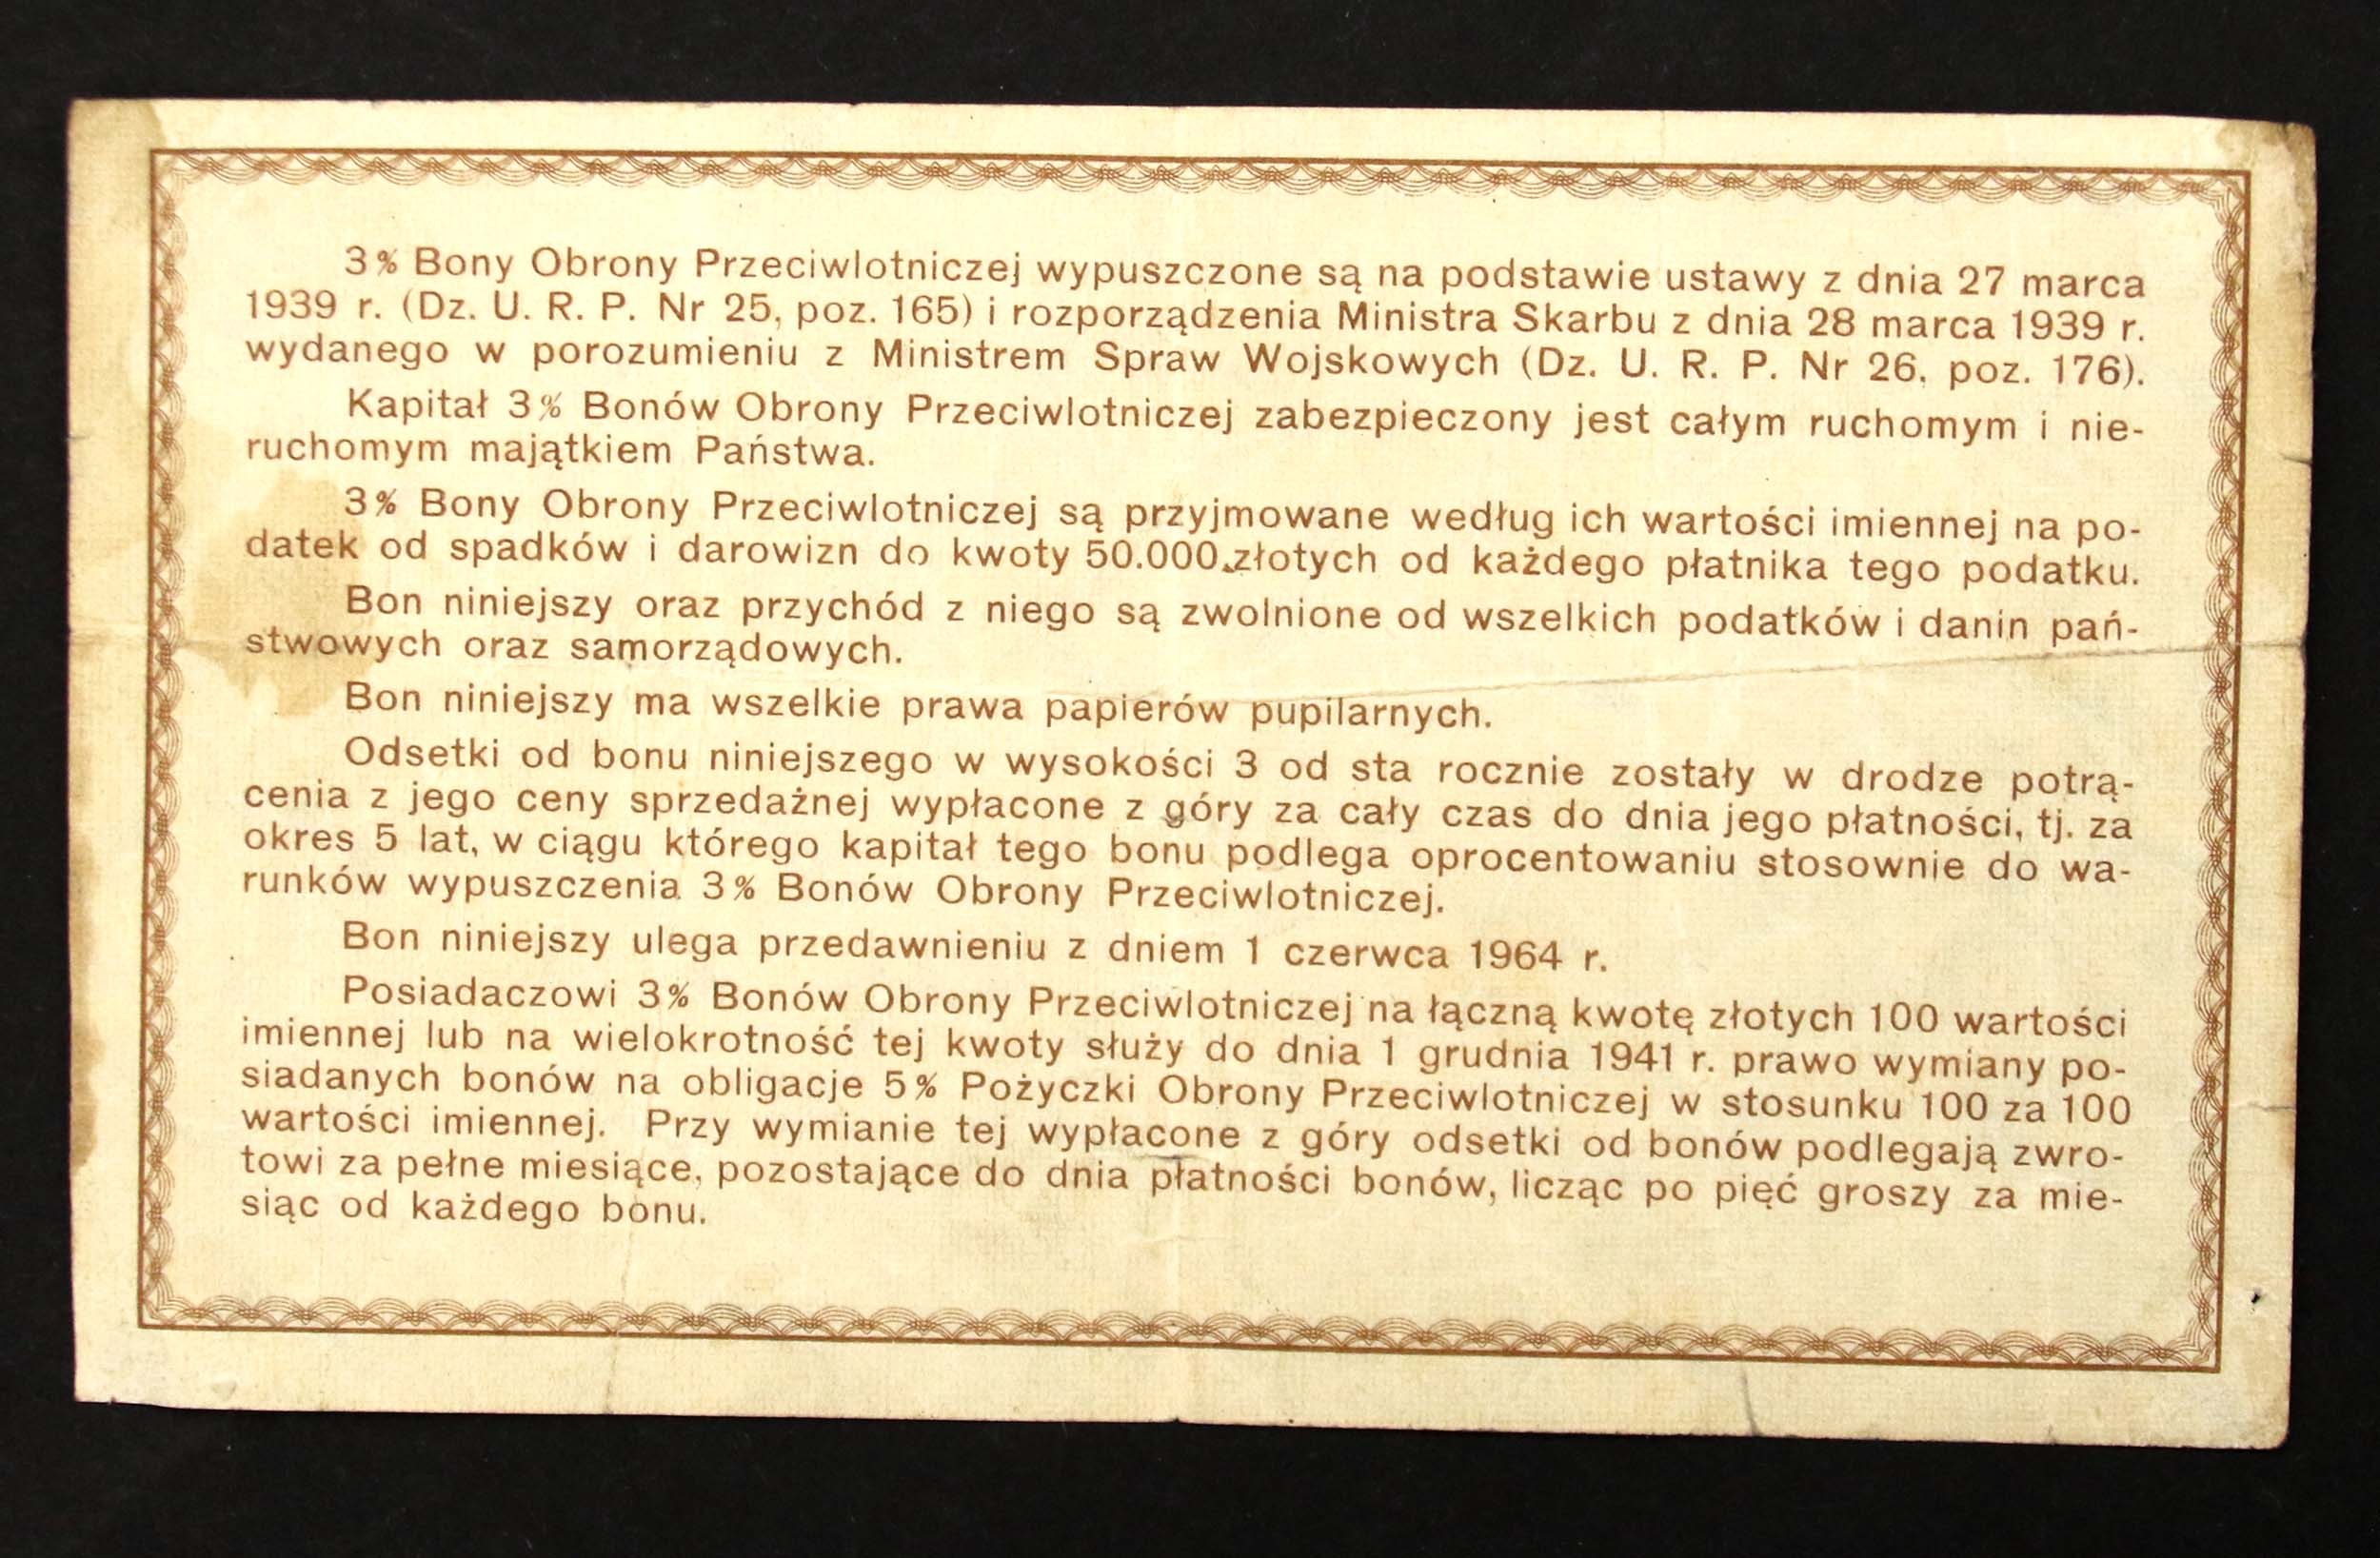 3% Bony Obrony Przeciwlotniczej wypuszczone są na podstawie ustawy z dnia 27 marca
1939 r. (Dz. U. R. P. Nr 25, poz. 165) i rozporządzenia Ministra Skarbu z dnia 28 marca 1939 r.
wydanego w porozumieniu z Ministrem Spraw Wojskowych (Dz. U. R. P. Nr 26, poz. 176).
Kapitał 3% Bonów Obrony Przeciwlotniczej zabezpieczony jest całym ruchomym i nie-
ruchomym majątkiem Państwa.
3% Bony Obrony Przeciwlotniczej są przyjmowane według ich wartości imiennej na po-
datek od spadków i darowizn do kwoty 50.000 złotych od każdego płatnika tego podatku.
Bon niniejszy oraz przychód z niego są zwolnione od wszelkich podatków i danin pań-
stwowych oraz samorządowych.
Bon niniejszy ma wszelkie prawa papierów pupilarnych.
Odsetki od bonu niniejszego w wysokości 3 od sta rocznie zostały w drodze potrą-
cenia z jego ceny sprzedażnej wypłacone z góry za cały czas do dnia jego płatności, tj. za
okres 5 lat, w ciągu którego kapitał tego bonu podlega oprocentowaniu stosownie do wa-
runków wypuszczenia 3% Bonów Obrony Przeciwlotniczej.
Bon niniejszy ulega przedawnieniu z dniem 1 czerwca 1964 r.
Posiadaczowi 3% Bonów Obrony Przeciwlotniczej na łączną kwotę złotych 100 wartości
imiennej lub na wielokrotność tej kwoty służy do dnia 1 grudnia 1941 r. prawo wymiany po-
siadanych bonów na obligacje 5% Pożyczki Obrony Przeciwlotniczej w stosunku 100 za 100
wartości imiennej. Przy wymianie tej wypłacone z góry odsetki od bonów podlegają zwro-
towi za pełne miesiące, pozostające do dnia płatności bonów, licząc po pięć groszy za mie-
siąc od każdego bonu.